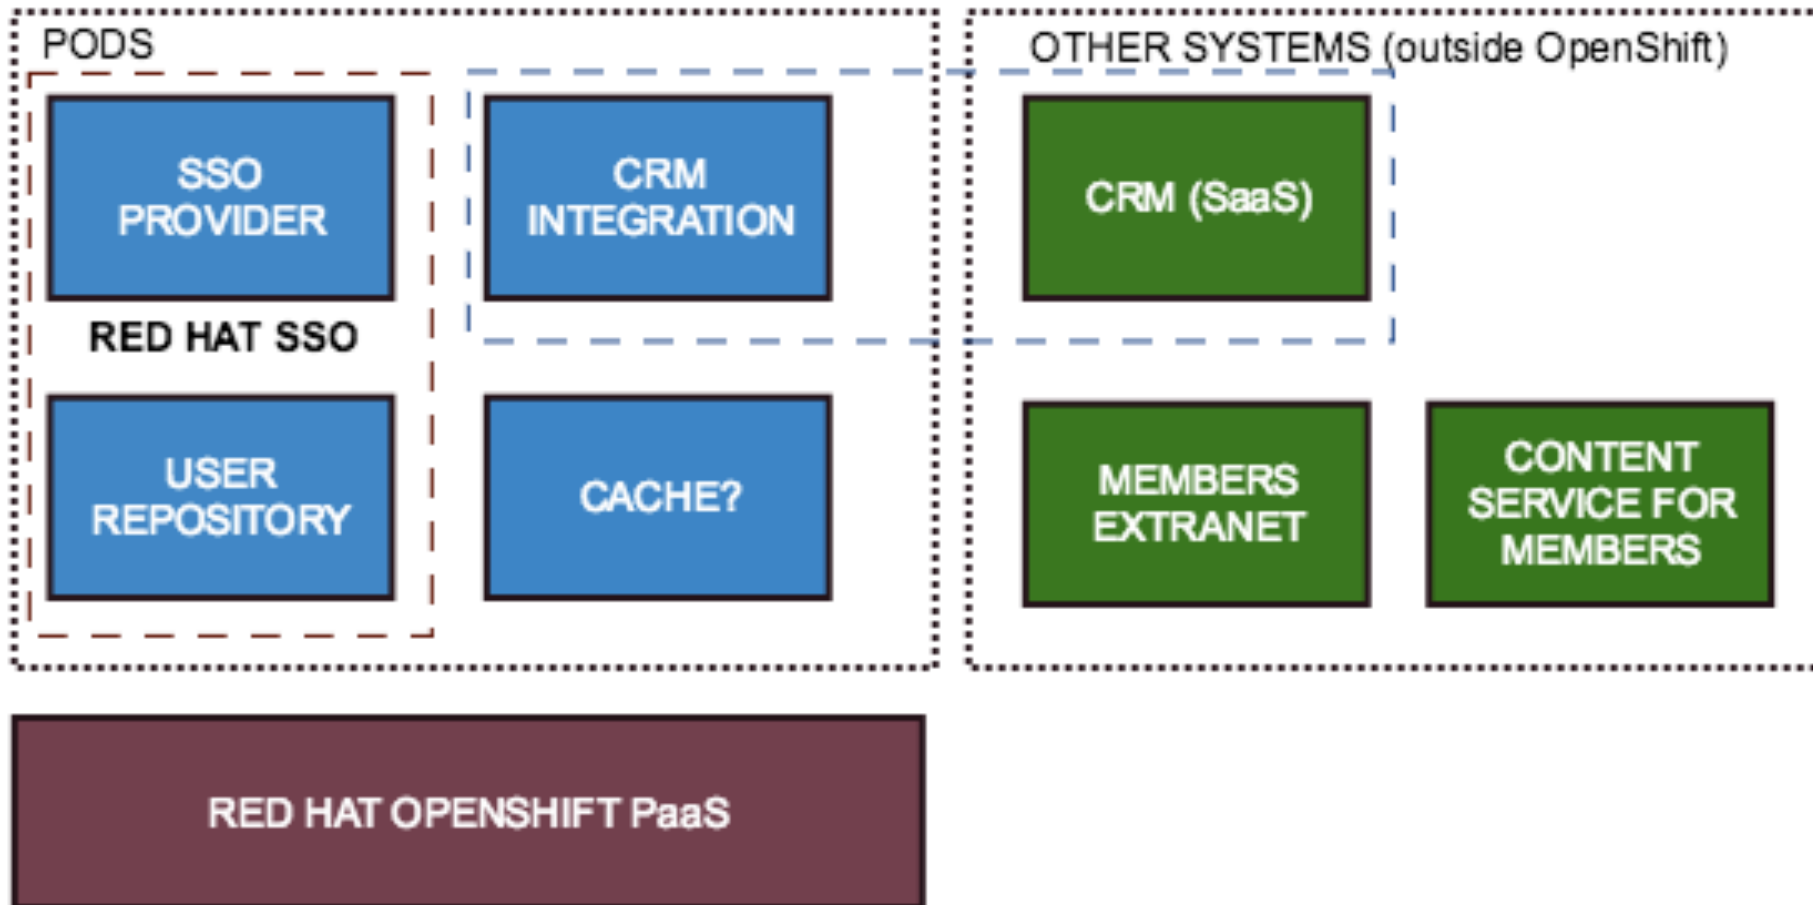 PODS
SSO
PROVIDER
CRM
INTEGRATION
RED HAT SSO
USER
REPOSITORY
CACHE?
OTHER SYSTEMS (outside OpenShift)
CRM (SaaS)
MEMBERS
EXTRANET
CONTENT
SERVICE FOR
MEMBERS
RED HAT OPENSHIFT PaaS